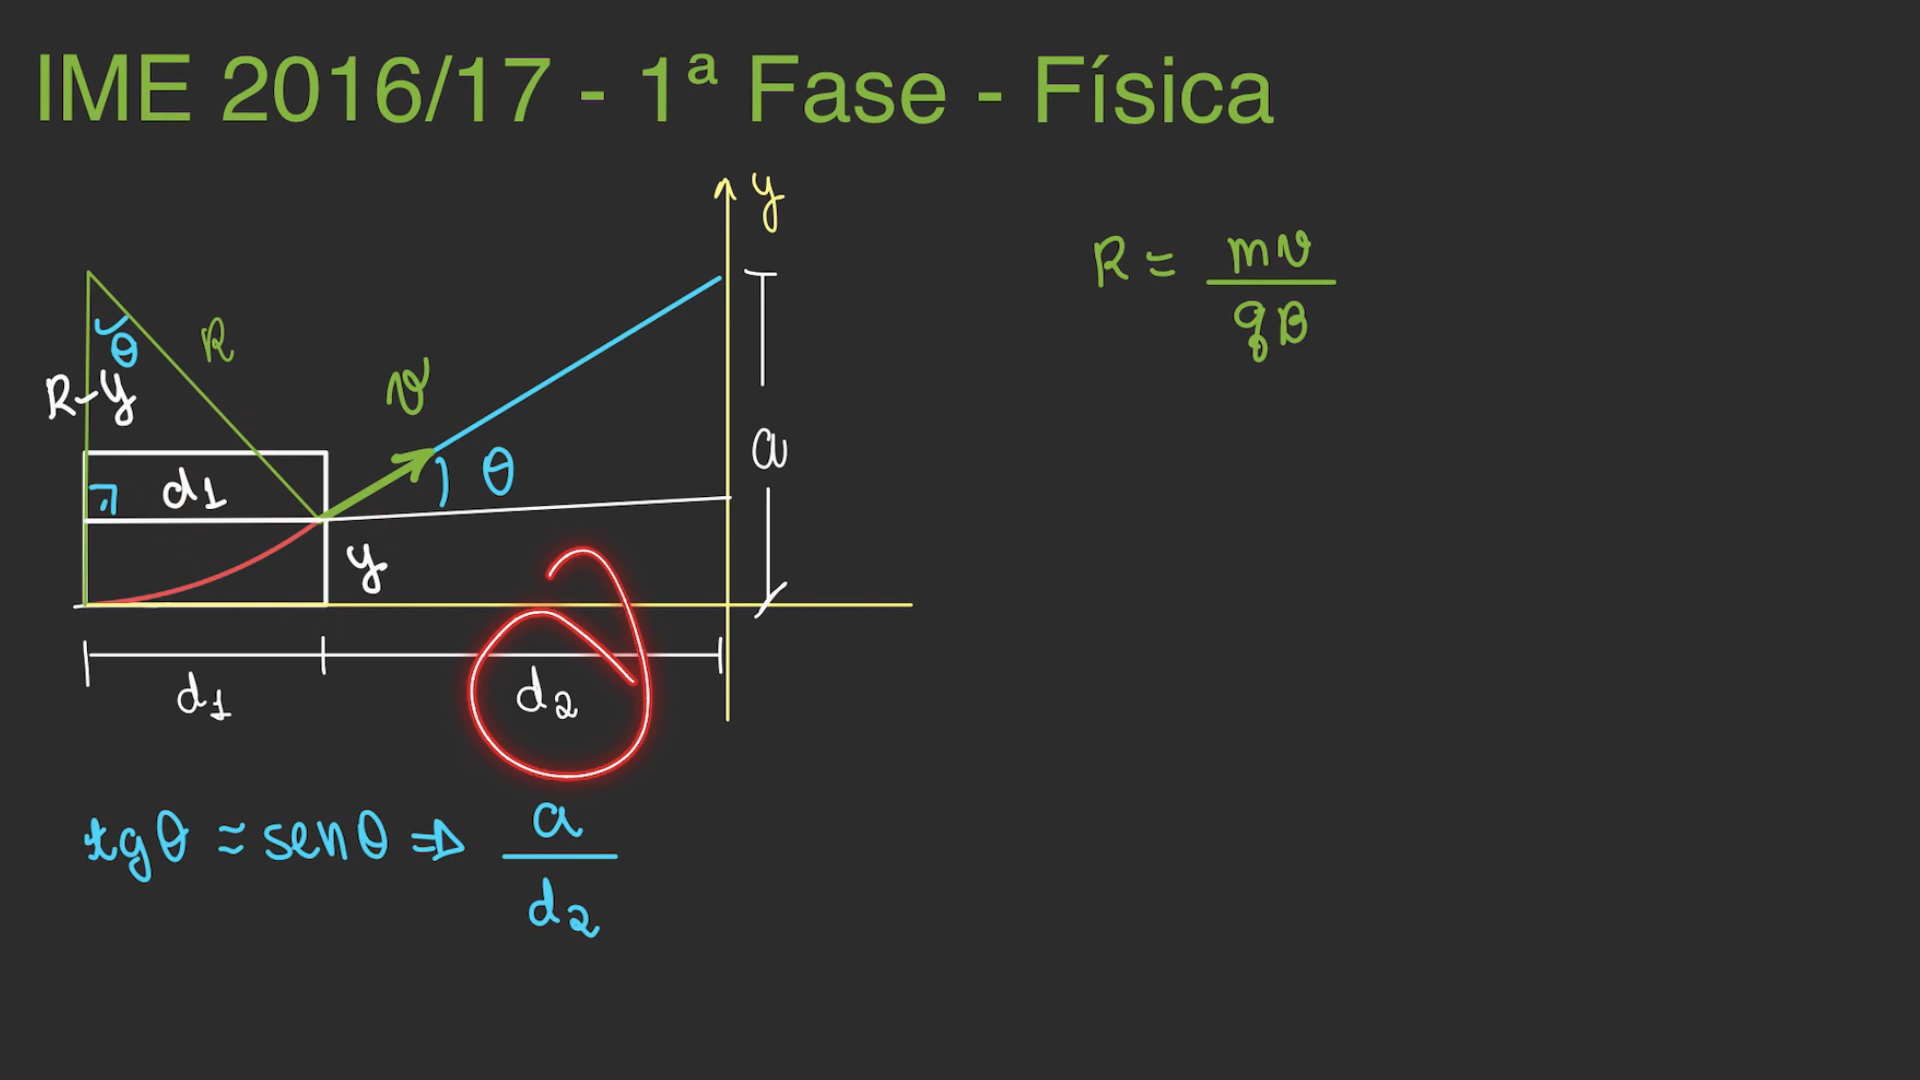 IME 2016/17 - 1ª Fase - Física
y
R = mv / qB
θ
R
R-y
v
a
θ
d1
y
d1
d2
tgθ ≈ senθ ⇒ a / d2